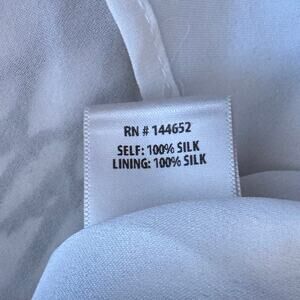 RN # 144652
SELF: 100% SILK
LINING: 100% SILK